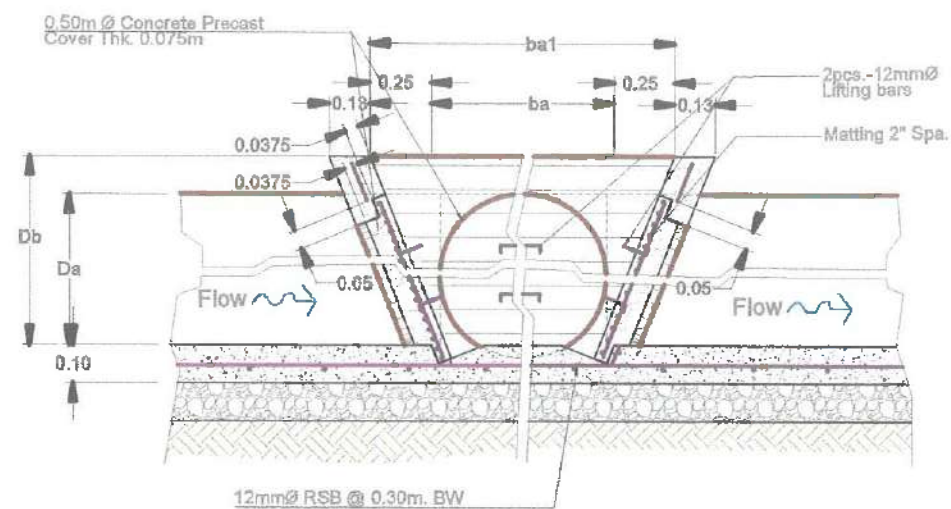 0.50m Ø Concrete Precast
Cover Thk. 0.075m
ba1
0.25
0.25
2pcs.-12mmØ
Lifting bars
0.13
ba
0.13
Matting 2" Spa.
0.0375
0.0375
Db
Da
0.05
0.05
Flow
Flow
0.10
12mmØ RSB @ 0.30m. BW